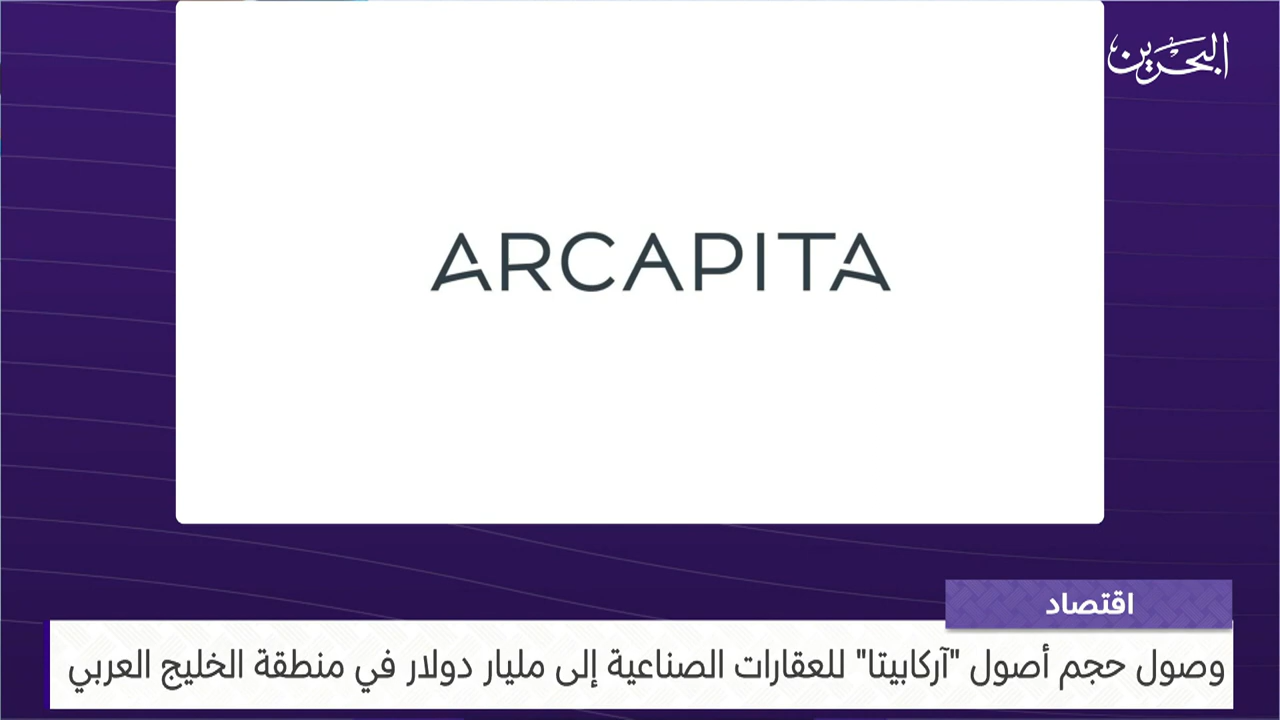 البحرين
ARCAPITA
اقتصاد
وصول حجم أصول "آركابيتا" للعقارات الصناعية إلى مليار دولار في منطقة الخليج العربي